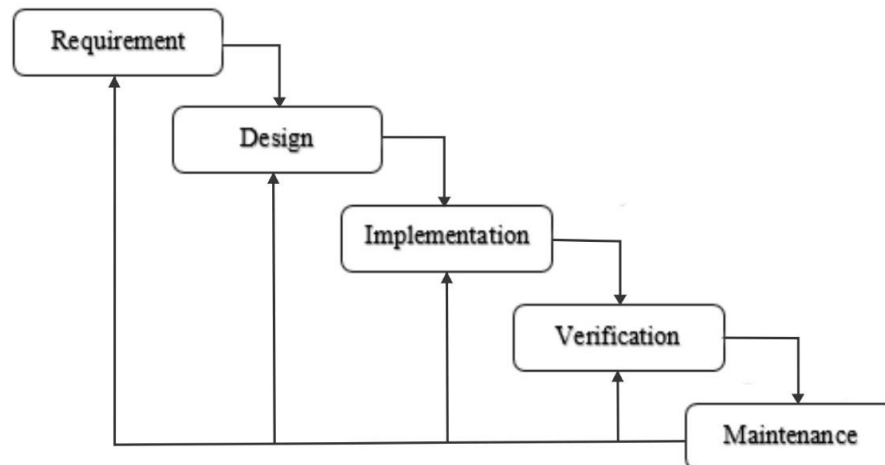 Requirement
Design
Implementation
Verification
Maintenance